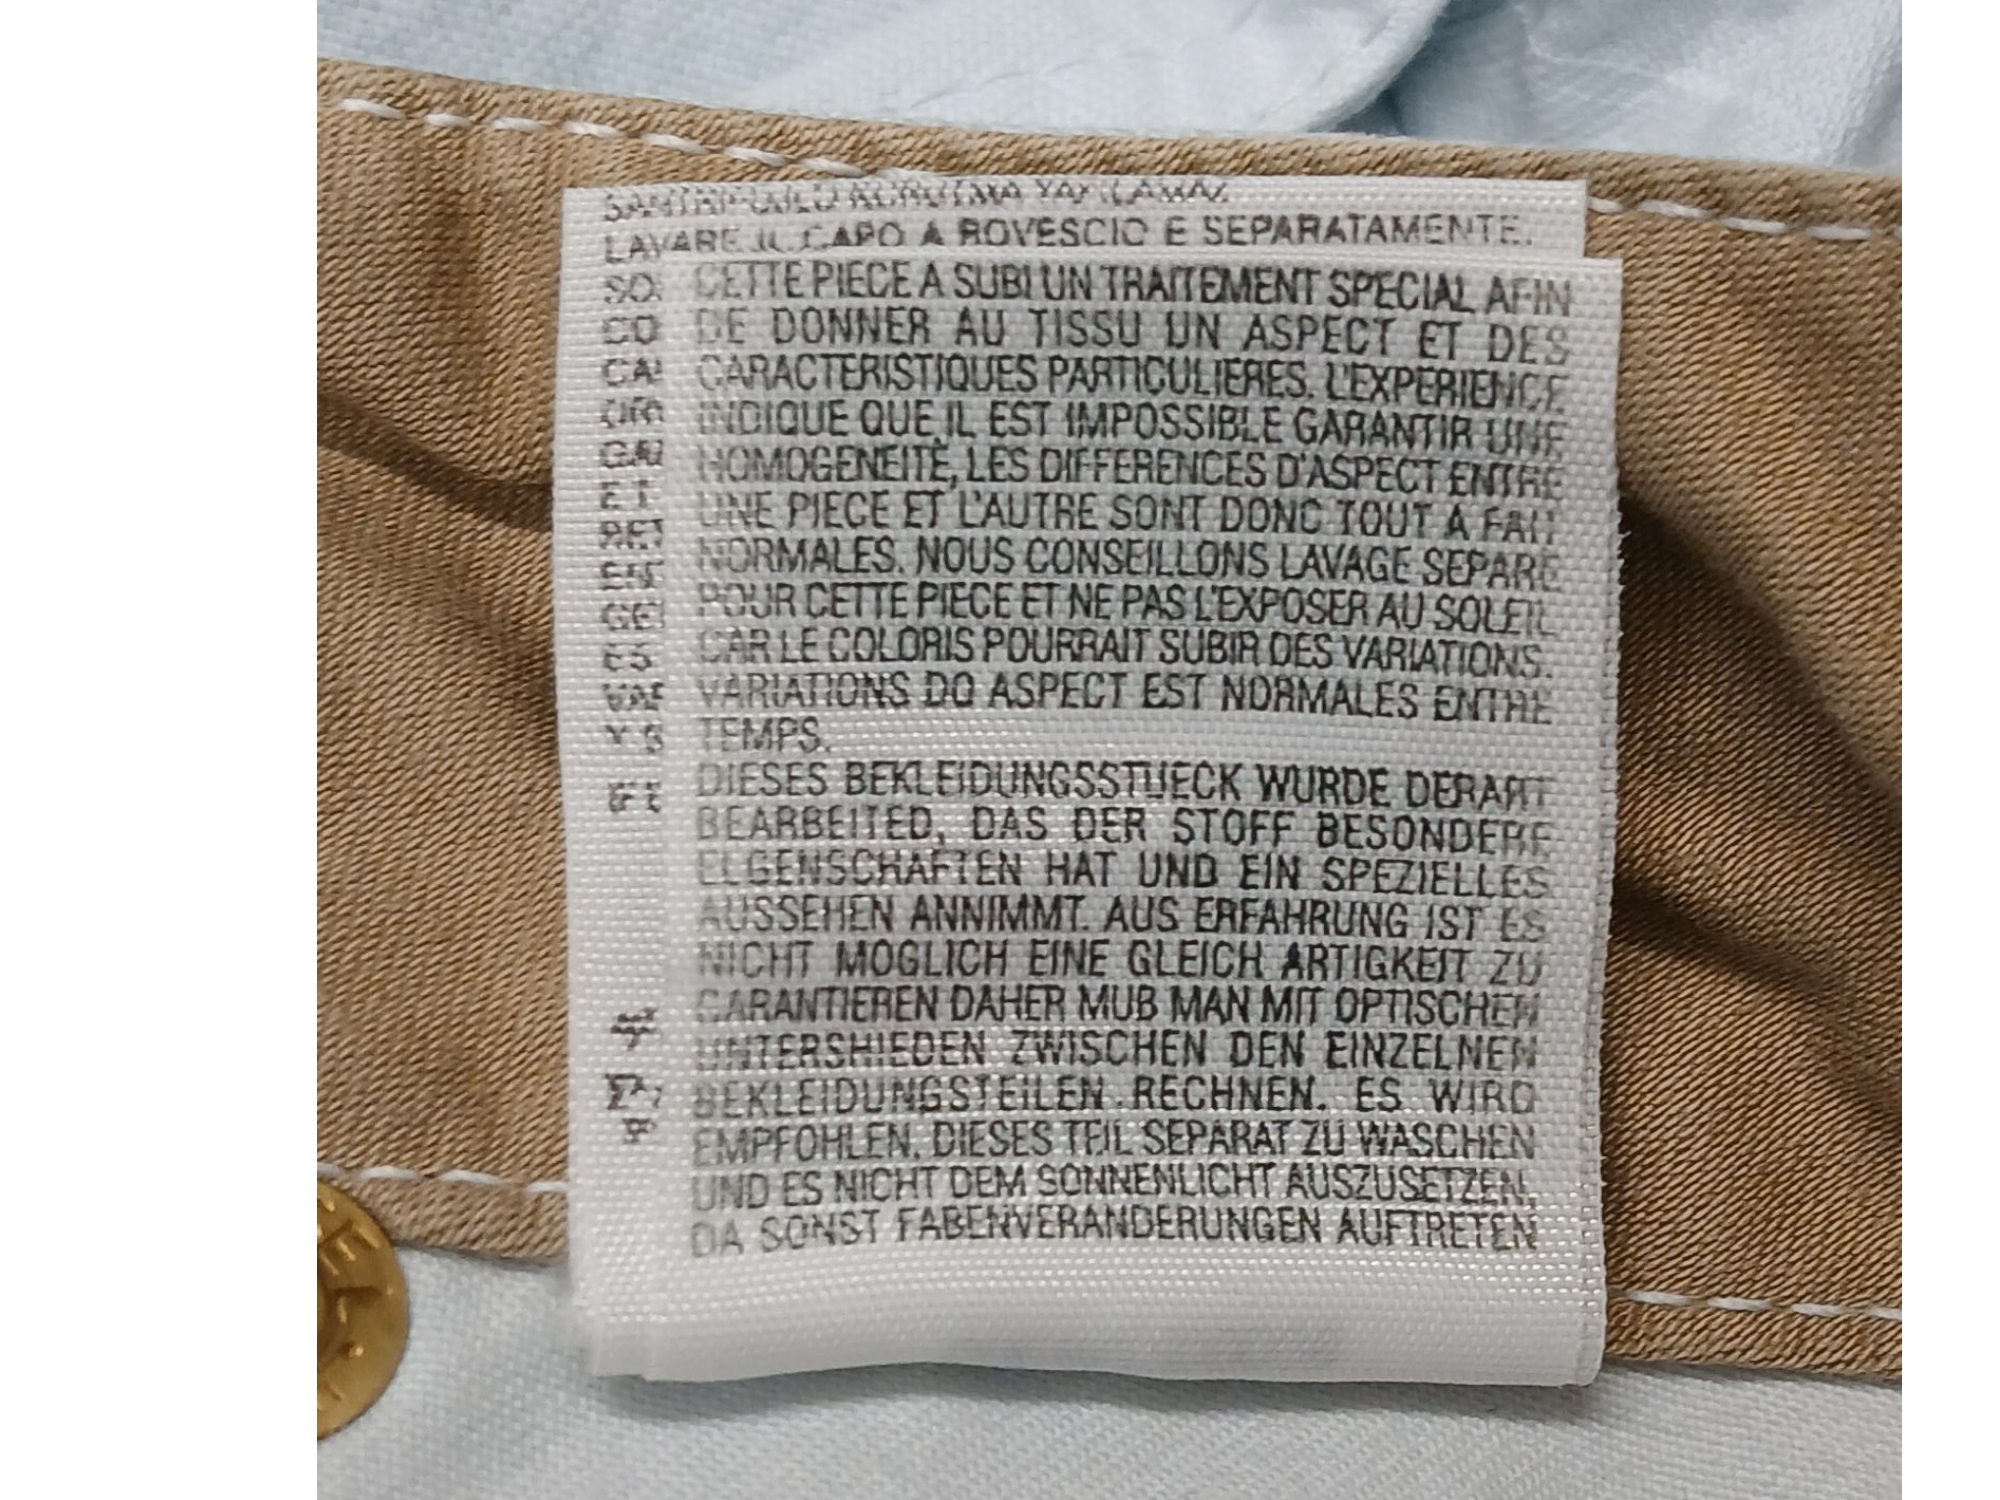 LAVARE IL CAPO A ROVESCIO E SEPARATAMENTE.
CETTE PIECE A SUBI UN TRAITEMENT SPECIAL AFIN
DE DONNER AU TISSU UN ASPECT ET DES
CARACTERISTIQUES PARTICULIERES. L'EXPERIENCE
INDIQUE QUE IL EST IMPOSSIBLE GARANTIR UNE
HOMOGENEITÈ, LES DIFFERENCES D'ASPECT ENTRE
UNE PIECE ET L'AUTRE SONT DONC TOUT A FAIT
NORMALES. NOUS CONSEILLONS LAVAGE SEPARE
POUR CETTE PIECE ET NE PAS L'EXPOSER AU SOLEIL
CAR LE COLORIS POURRAIT SUBIR DES VARIATIONS.
VARIATIONS DO ASPECT EST NORMALES ENTRE
TEMPS.
DIESES BEKLEIDUNGSSTUECK WURDE DERART
BEARBEITED, DAS DER STOFF BESONDERE
ELGENSCHAFTEN HAT UND EIN SPEZIELLES
AUSSEHEN ANNIMMT. AUS ERFAHRUNG IST ES
NICHT MOGLICH EINE GLEICH ARTIGKEIT ZU
GARANTIEREN DAHER MUB MAN MIT OPTISCHEN
UNTERSHIEDEN ZWISCHEN DEN EINZELNEN
BEKLEIDUNGSTEILEN RECHNEN. ES WIRD
EMPFOHLEN. DIESES TEIL SEPARAT ZU WASCHEN
UND ES NICHT DEM SONNENLICHT AUSZUSETZEN.
DA SONST FABENVERANDERUNGEN AUFTRETEN